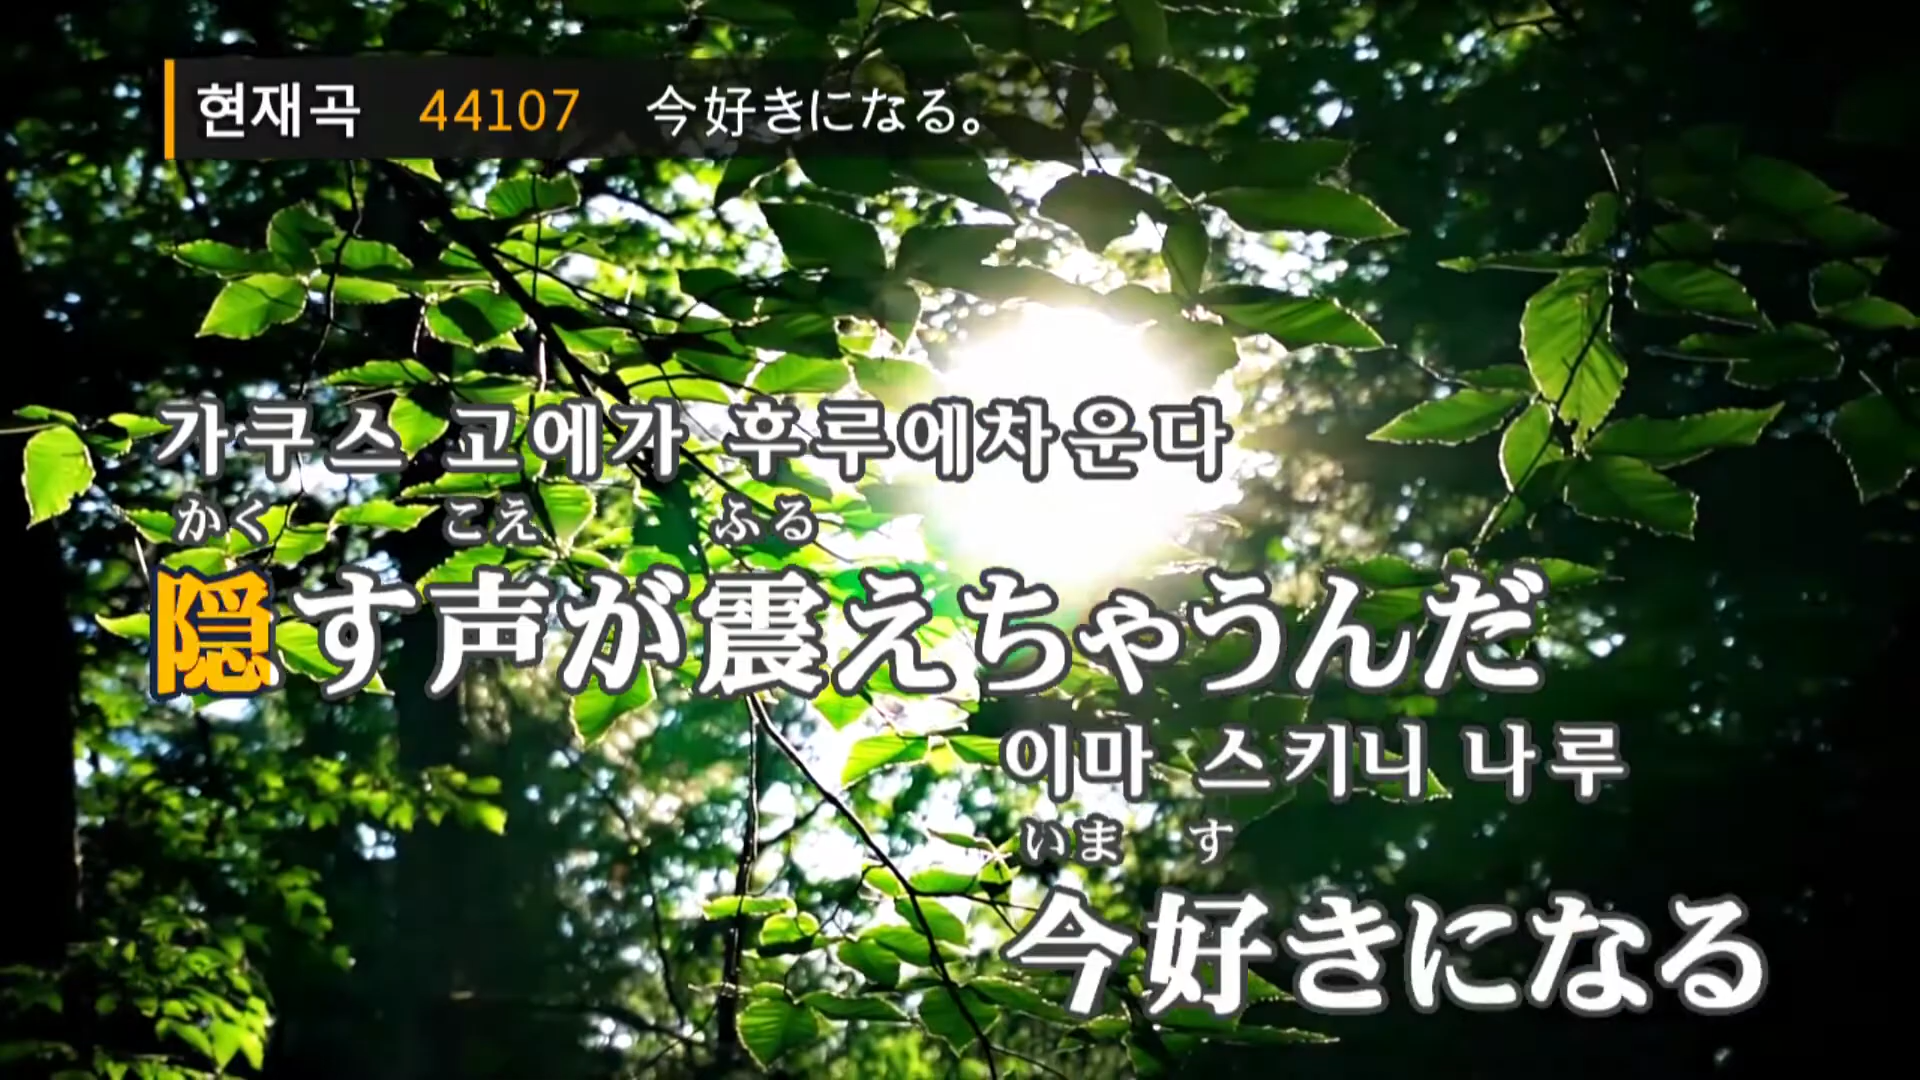 현재곡 44107 今好きになる。
가쿠스 고에가 후루에차운다
かく こえ ふる
隠す声が震えちゃうんだ
이마 스키니 나루
いま す
今好きになる